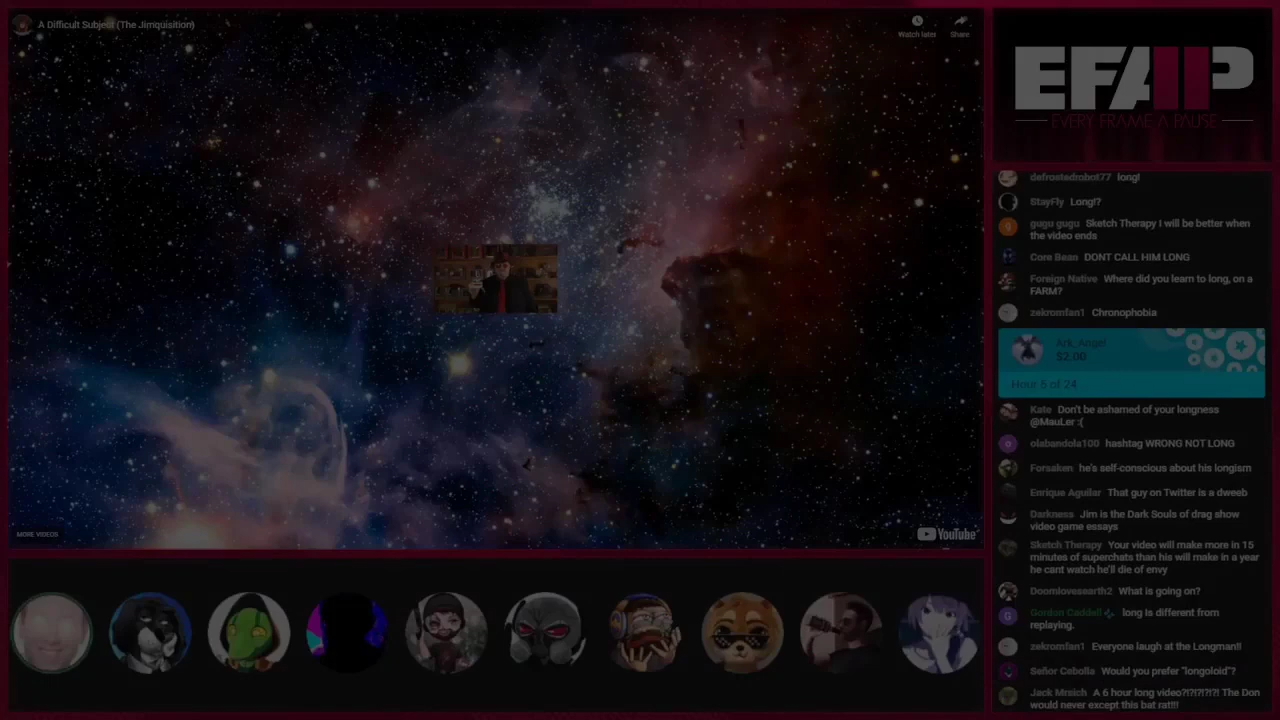 A Difficult Subject (The Jimquisition)
Watch later
Share
MORE VIDEOS
YouTube
EFAP
EVERY FRAME A PAUSE
defrostedrobot77 long!
StayFly Long!?
gugu gugu Sketch Therapy I will be better when
the video ends
Core Bean DONT CALL HIM LONG
Foreign Native Where did you learn to long, on a
FARM?
zekromfan1 Chronophobia
Ark_Angel
$2.00
Hour 5 of 24
Kate Don't be ashamed of your longness
@MauLer :(
olabandola100 hashtag WRONG NOT LONG
Forsaken he's self-conscious about his longism
Enrique Aguilar That guy on Twitter is a dweeb
Darkness Jim is the Dark Souls of drag show
video game essays
Sketch Therapy Your video will make more in 15
minutes of superchats than his will make in a year
he cant watch he'll die of envy
Doomlovesearth2 What is going on?
G Gordon Caddell long is different from
replaying.
zekromfan1 Everyone laugh at the Longman!!
Señor Cebolla Would you prefer "longoloid"?
Jack Mreich A 6 hour long video?!?!?!?!?! The Don
would never except this bat rat!!!